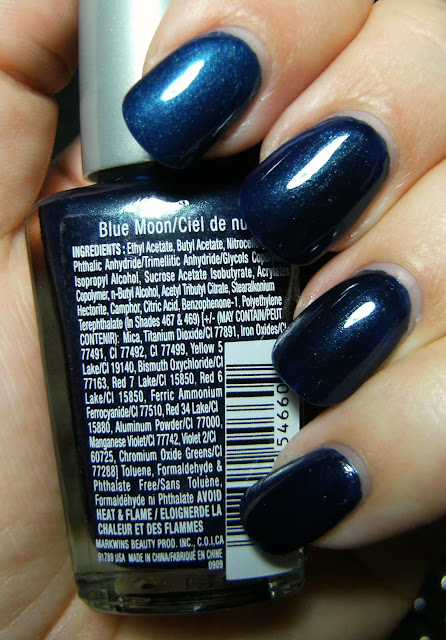 Blue Moon/Ciel de nu
INGREDIENTS: Ethyl Acetate, Butyl Acetate, Nitrocel
Phthalic Anhydride/Trimellitic Anhydride/Glycols Copoly
Isopropyl Alcohol, Sucrose Acetate Isobutyrate, Acrylates
Copolymer, n-Butyl Alcohol, Acetyl Tributyl Citrate, Stearalkonium
Hectorite, Camphor, Citric Acid, Benzophenone-1, Polyethylene
Terephthalate (In Shades 467 & 469) [+/- (MAY CONTAIN/PEUT
CONTENIR): Mica, Titanium Dioxide/CI 77891, Iron Oxides/
77491, CI 77492, CI 77499, Yellow 5
Lake/CI 19140, Bismuth Oxychloride/CI
77163, Red 7 Lake/CI 15850, Red 6
Lake/CI 15850, Ferric Ammonium
Ferrocyanide/CI 77510, Red 34 Lake/CI
15880, Aluminum Powder/CI 77000,
Manganese Violet/CI 77742, Violet 2/CI
60725, Chromium Oxide Greens/CI
77288] Toluene, Formaldehyde &
Phthalate Free/Sans Toluène,
Formaldéhyde ni Phthalate AVOID
HEAT & FLAME / ÉLOIGNER DE LA
CHALEUR ET DES FLAMMES
MARKWINS BEAUTY PROD. INC., C.O.I, CA
91789 USA MADE IN CHINA/FABRIQUÉ EN CHINE
0909
54660